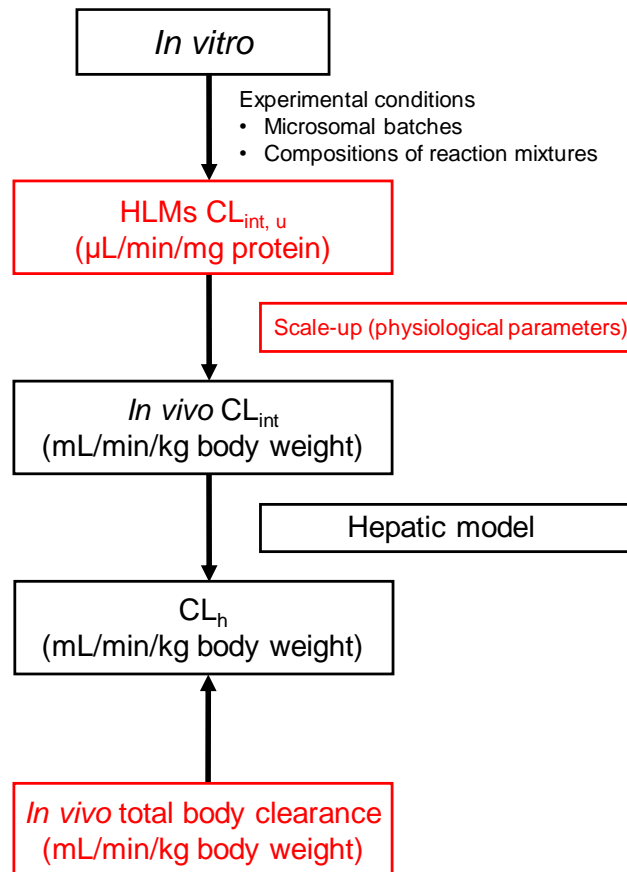 In vitro
Experimental conditions
• Microsomal batches
• Compositions of reaction mixtures
HLMs CLint, u
(µL/min/mg protein)
Scale-up (physiological parameters)
In vivo CLint
(mL/min/kg body weight)
Hepatic model
CLh
(mL/min/kg body weight)
In vivo total body clearance
(mL/min/kg body weight)